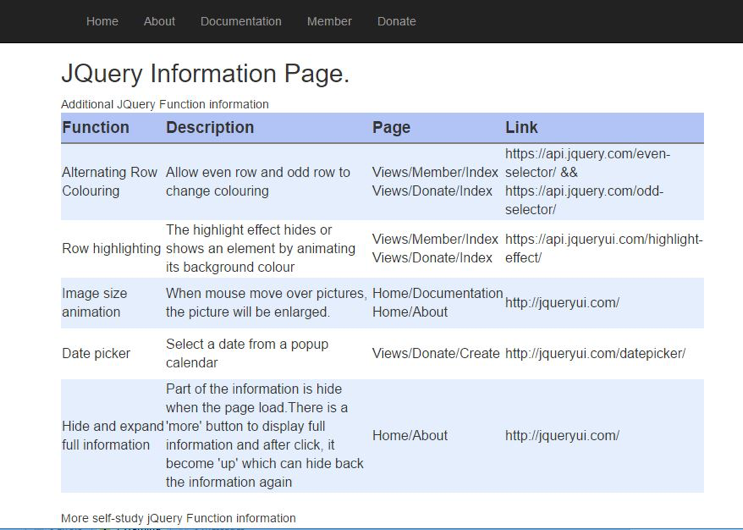 Home About Documentation Member Donate
JQuery Information Page.
Additional JQuery Function information
Function Description Page Link
Alternating Row
Colouring
Allow even row and odd row to
change colouring
Views/Member/Index
Views/Donate/Index
https://api.jquery.com/even-
selector/ &&
https://api.jquery.com/odd-
selector/
Row highlighting
The highlight effect hides or
shows an element by animating
its background colour
Views/Member/Index
Views/Donate/Index
https://api.jqueryui.com/highlight-
effect/
Image size
animation
When mouse move over pictures,
the picture will be enlarged.
Home/Documentation
Home/About
http://jqueryui.com/
Date picker
Select a date from a popup
calendar
Views/Donate/Create
http://jqueryui.com/datepicker/
Hide and expand
full information
Part of the information is hide
when the page load.There is a
'more' button to display full
information and after click, it
become 'up' which can hide back
the information again
Home/About
http://jqueryui.com/
More self-study jQuery Function information